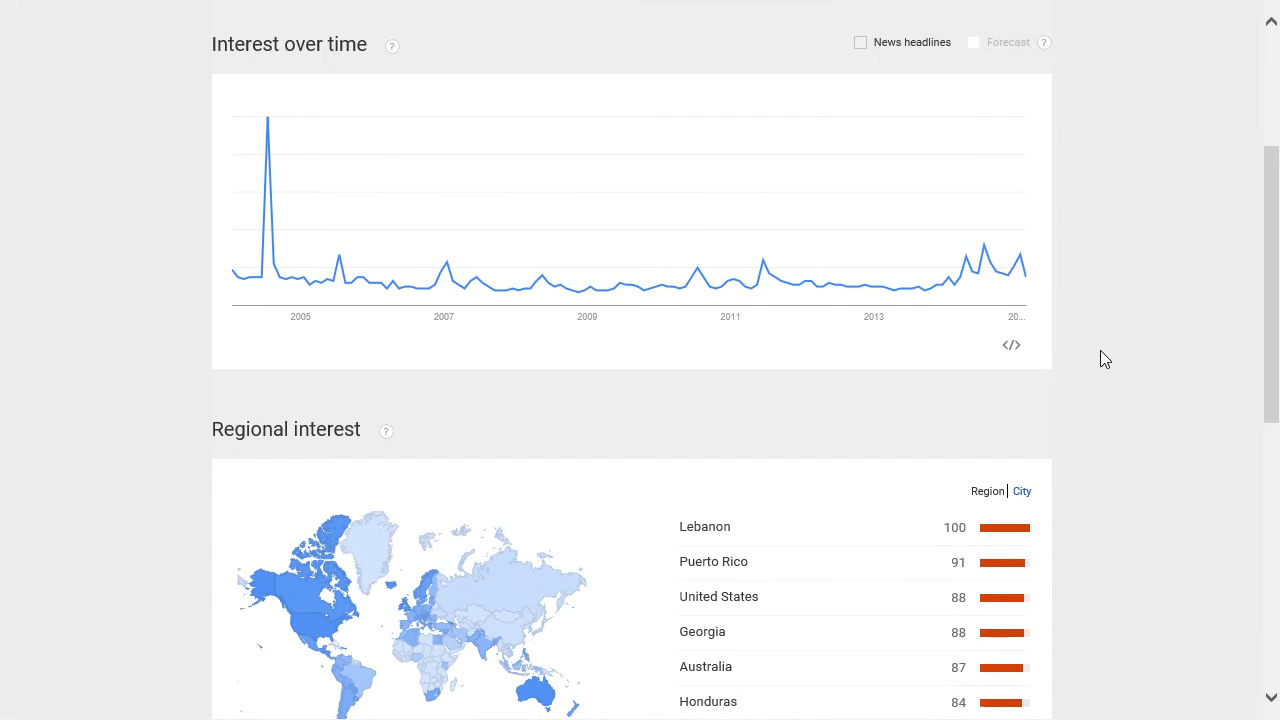 Interest over time ?
News headlines Forecast ?
2005 2007 2009 2011 2013 20...
</>
Regional interest ?
Region | City
Lebanon 100
Puerto Rico 91
United States 88
Georgia 88
Australia 87
Honduras 84